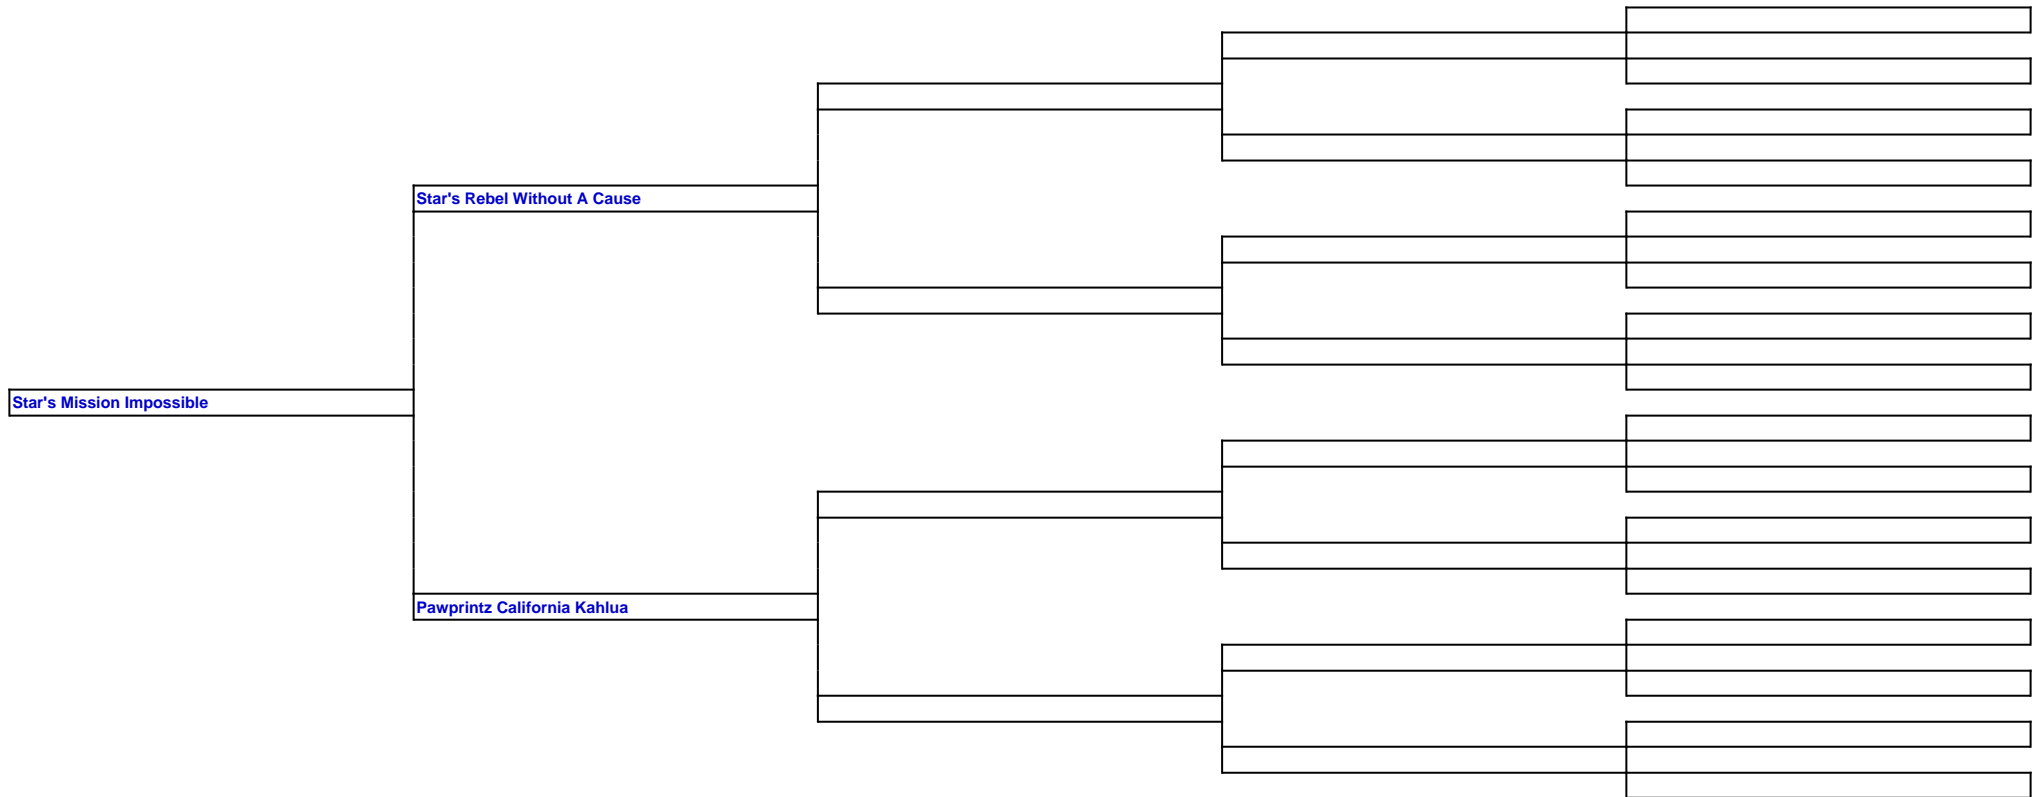 Star's Rebel Without A Cause
Star's Mission Impossible
Pawprintz California Kahlua